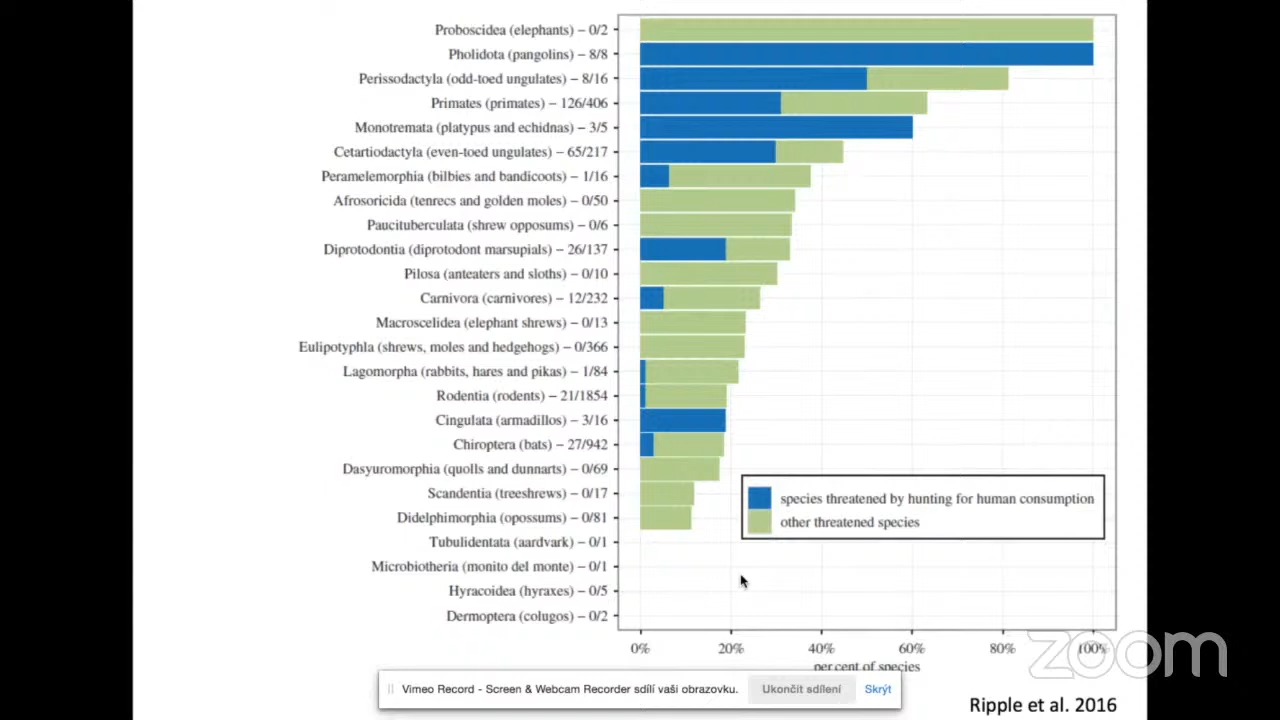 Proboscidea (elephants) – 0/2
Pholidota (pangolins) – 8/8
Perissodactyla (odd-toed ungulates) – 8/16
Primates (primates) – 126/406
Monotremata (platypus and echidnas) – 3/5
Cetartiodactyla (even-toed ungulates) – 65/217
Peramelemorphia (bilbies and bandicoots) – 1/16
Afrosoricida (tenrecs and golden moles) – 0/50
Paucituberculata (shrew opposums) – 0/6
Diprotodontia (diprotodont marsupials) – 26/137
Pilosa (anteaters and sloths) – 0/10
Carnivora (carnivores) – 12/232
Macroscelidea (elephant shrews) – 0/13
Eulipotyphla (shrews, moles and hedgehogs) – 0/366
Lagomorpha (rabbits, hares and pikas) – 1/84
Rodentia (rodents) – 21/1854
Cingulata (armadillos) – 3/16
Chiroptera (bats) – 27/942
Dasyuromorphia (quolls and dunnarts) – 0/69
Scandentia (treeshrews) – 0/17
Didelphimorphia (opossums) – 0/81
Tubulidentata (aardvark) – 0/1
Microbiotheria (monito del monte) – 0/1
Hyracoidea (hyraxes) – 0/5
Dermoptera (colugos) – 0/2
species threatened by hunting for human consumption
other threatened species
0% 20% 40% 60% 80% 100%
per cent of species
zoom
Vimeo Record - Screen & Webcam Recorder sdílí vaši obrazovku. Ukončit sdílení Skrýt
Ripple et al. 2016